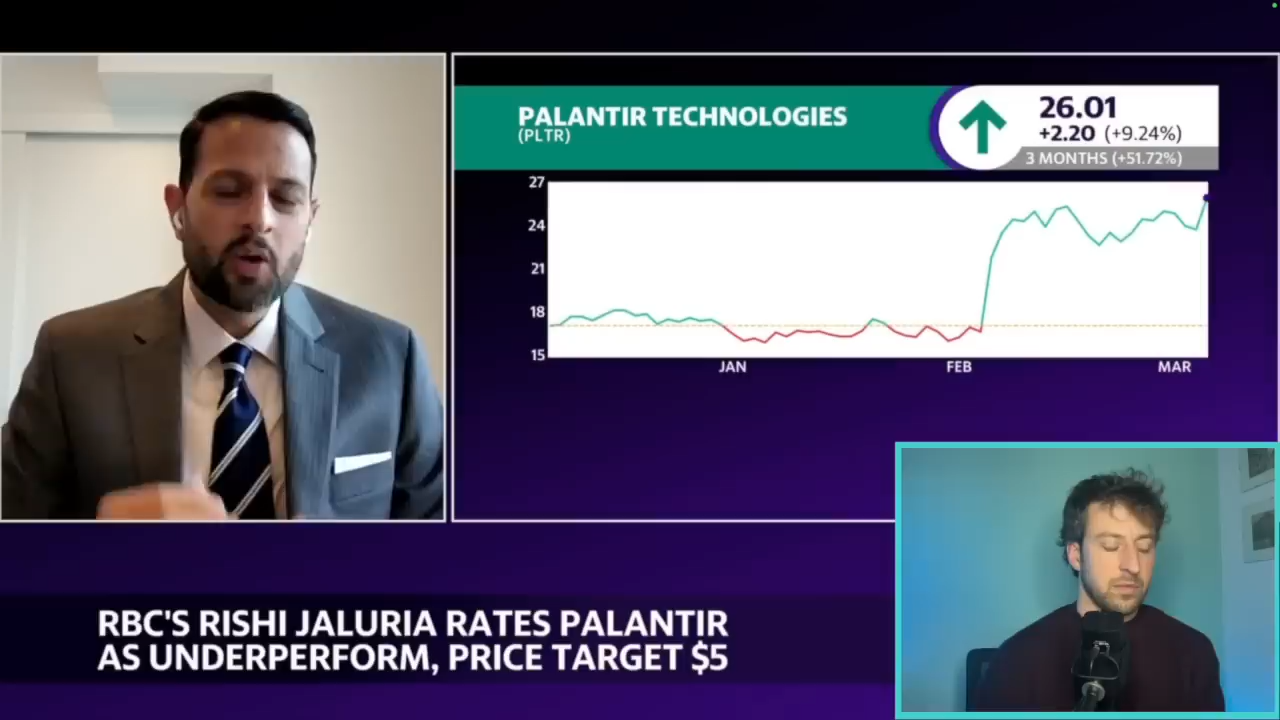 PALANTIR TECHNOLOGIES
(PLTR)
26.01
+2.20 (+9.24%)
3 MONTHS (+51.72%)
27
24
21
18
15
JAN FEB MAR
RBC'S RISHI JALURIA RATES PALANTIR
AS UNDERPERFORM, PRICE TARGET $5